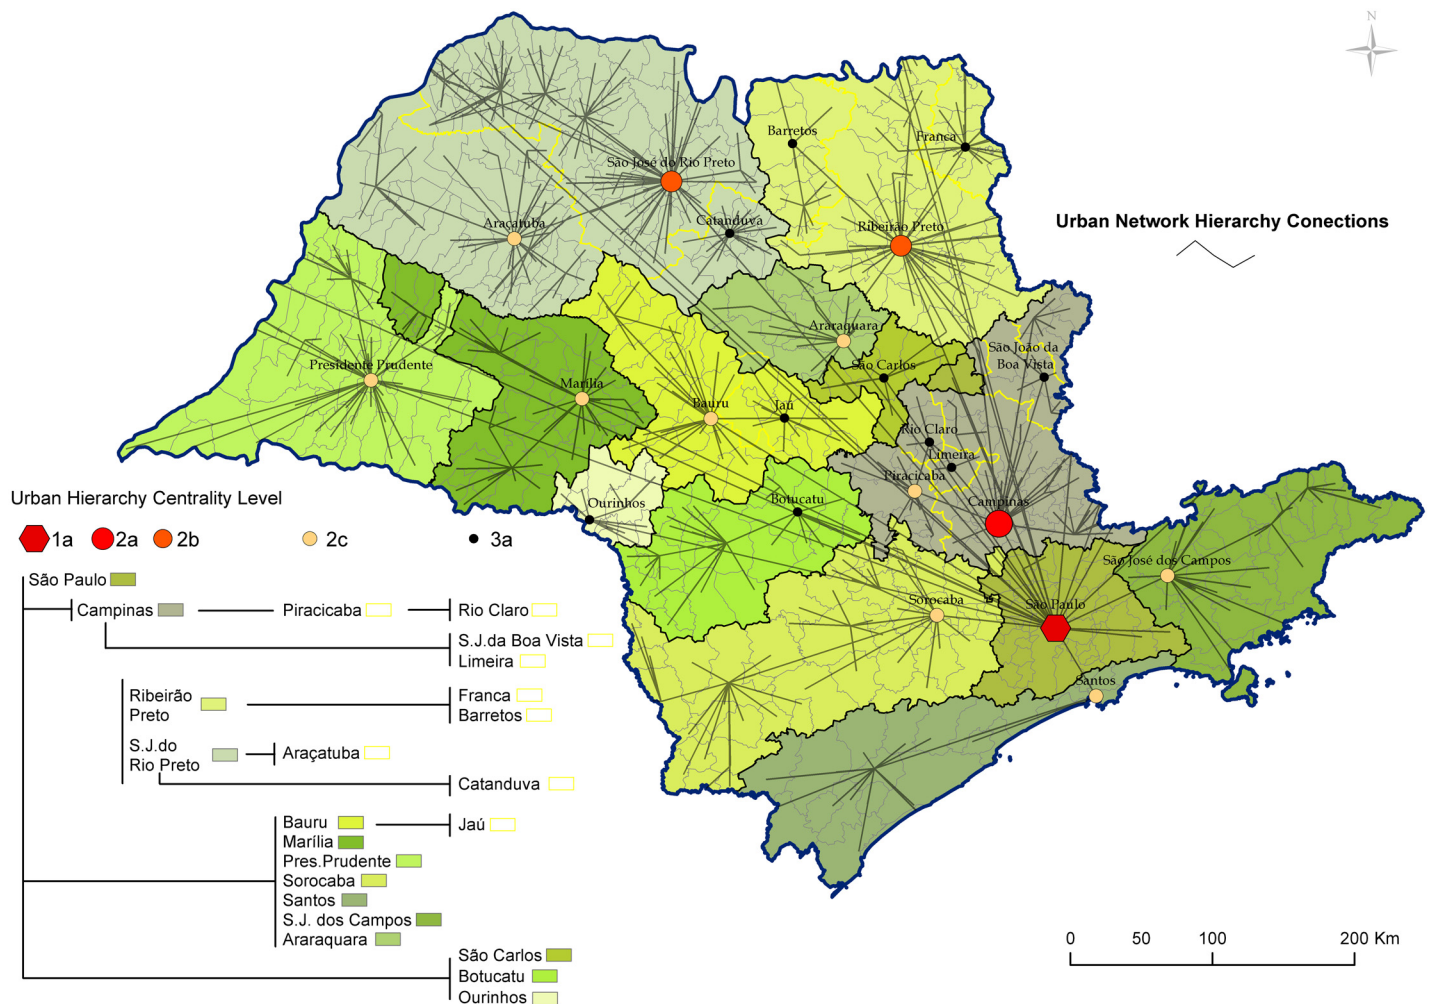 N
Barretos
Franca
São José do Rio Preto
Araçatuba
Catanduva
Ribeirão Preto
Urban Network Hierarchy Conections
Araraquara
São João da
Boa Vista
Presidente Prudente
São Carlos
Marília
Bauru
Jaú
Rio Claro
Limeira
Piracicaba
Botucatu
Campinas
Ourinhos
São José dos Campos
Sorocaba
São Paulo
Santos
Urban Hierarchy Centrality Level
1a 2a 2b 2c 3a
São Paulo
Campinas Piracicaba Rio Claro
S.J.da Boa Vista
Limeira
Ribeirão
Preto
Franca
Barretos
S.J.do
Rio Preto
Araçatuba
Catanduva
Bauru Jaú
Marília
Pres.Prudente
Sorocaba
Santos
S.J. dos Campos
Araraquara
São Carlos
Botucatu
Ourinhos
0 50 100 200 Km